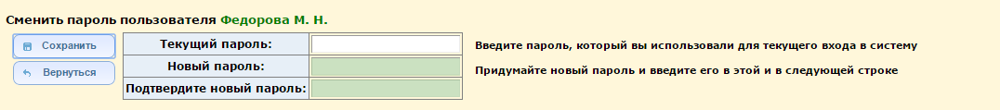 Сменить пароль пользователя Федорова М. Н.
Сохранить
Вернуться
Текущий пароль:
Введите пароль, который вы использовали для текущего входа в систему
Новый пароль:
Придумайте новый пароль и введите его в этой и в следующей строке
Подтвердите новый пароль: